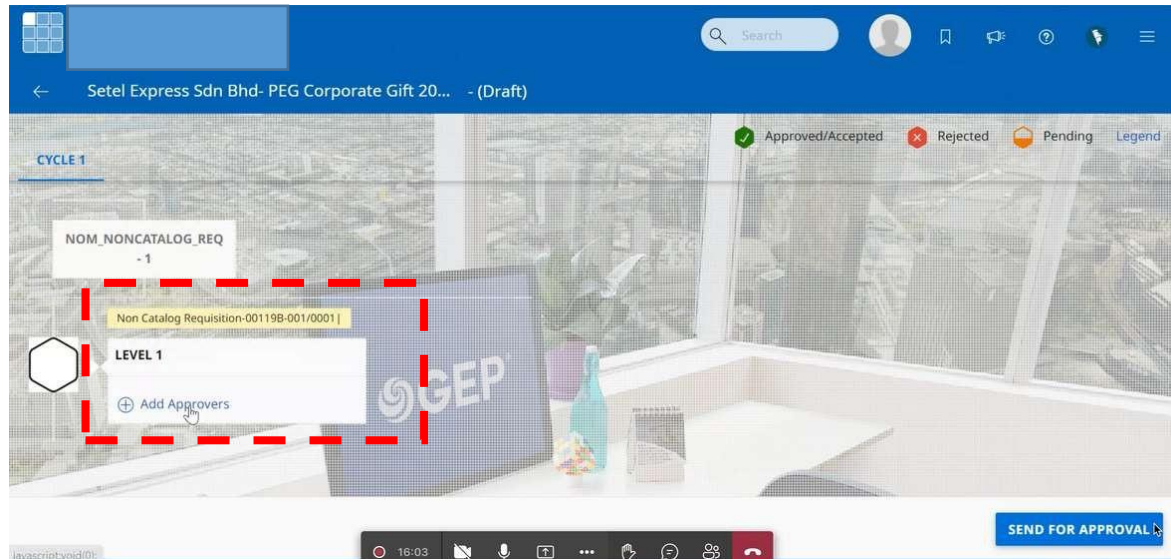 Search
Setel Express Sdn Bhd- PEG Corporate Gift 20... - (Draft)
Approved/Accepted
Rejected
Pending
Legend
CYCLE 1
NOM_NONCATALOG_REQ
- 1
Non Catalog Requisition-00119B-001/0001|
LEVEL 1
Add Approvers
GEP
SEND FOR APPROVAL
16:03
javascript:void(0);